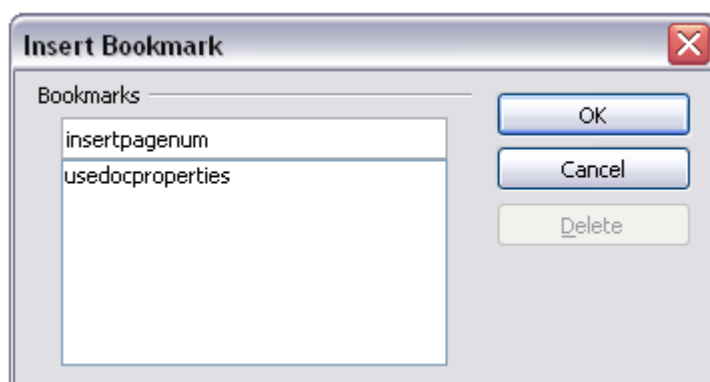 Insert Bookmark
Bookmarks
insertpagenum
usedocproperties
OK
Cancel
Delete